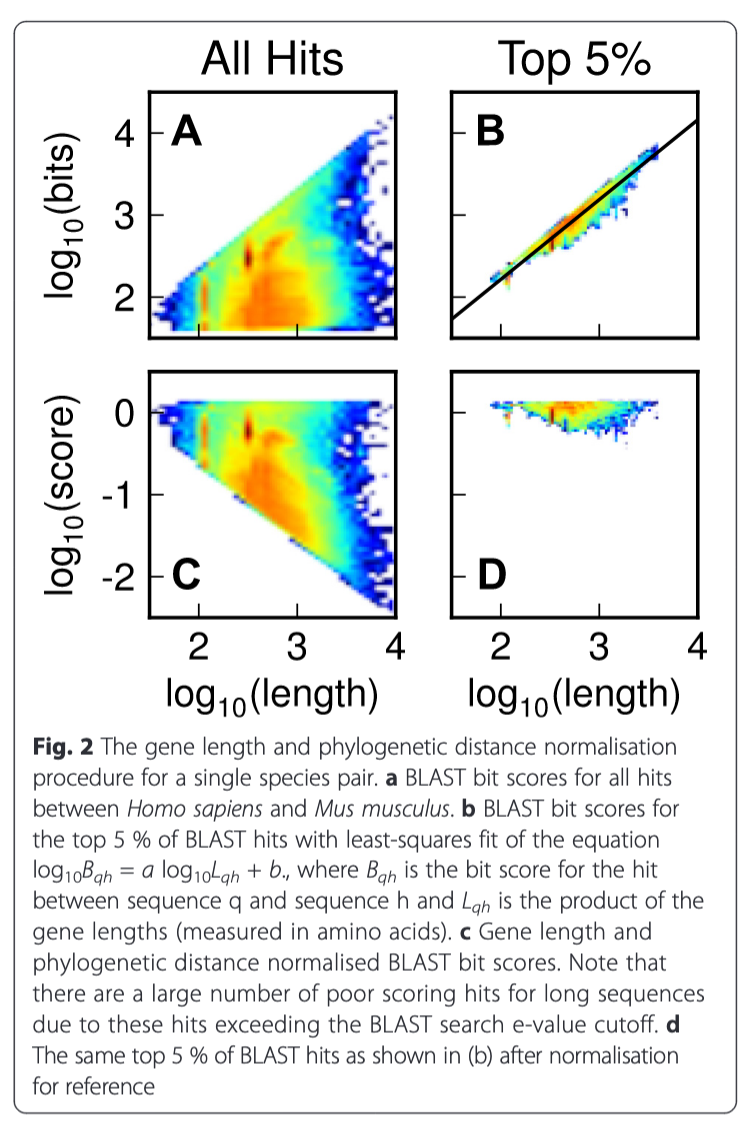 All Hits
Top 5%
A
B
log10(bits)
4
3
2
log10(score)
0
-1
-2
C
D
2 3 4
2 3 4
log10(length)
log10(length)
Fig. 2 The gene length and phylogenetic distance normalisation
procedure for a single species pair. a BLAST bit scores for all hits
between Homo sapiens and Mus musculus. b BLAST bit scores for
the top 5 % of BLAST hits with least-squares fit of the equation
log10Bqh = a log10Lqh + b., where Bqh is the bit score for the hit
between sequence q and sequence h and Lqh is the product of the
gene lengths (measured in amino acids). c Gene length and
phylogenetic distance normalised BLAST bit scores. Note that
there are a large number of poor scoring hits for long sequences
due to these hits exceeding the BLAST search e-value cutoff. d
The same top 5 % of BLAST hits as shown in (b) after normalisation
for reference